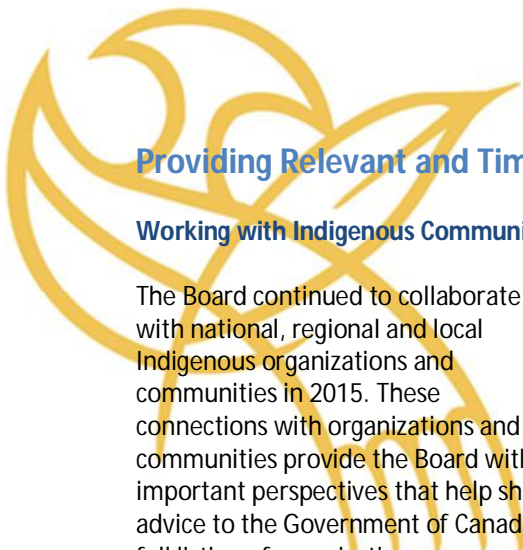 Providing Relevant and Tim
Working with Indigenous Communi
The Board continued to collaborate
with national, regional and local
Indigenous organizations and
communities in 2015. These
connections with organizations and
communities provide the Board with
important perspectives that help sh
advice to the Government of Canad